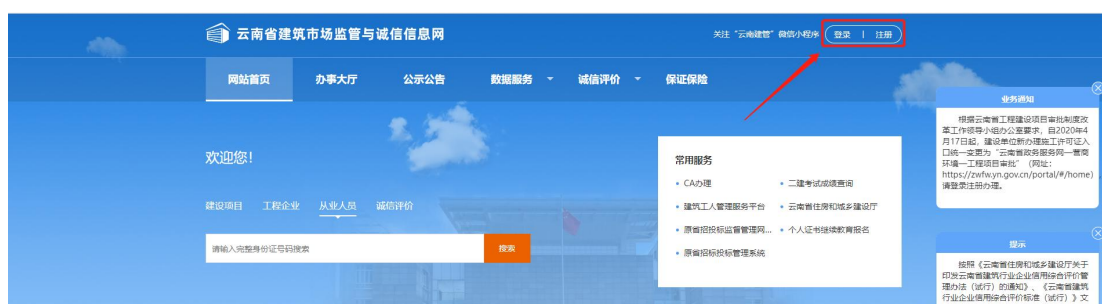 云南省建筑市场监管与诚信信息网
关注“云南建管”微信小程序 登录 | 注册
网站首页 办事大厅 公示公告 数据服务 诚信评价 保证保险
业务通知
根据云南省工程建设项目审批制度改
革工作领导小组办公室要求，自2020年4
月17日起，建设单位新办理施工许可证入
口统一变更为“云南省政务服务网—营商
环境—工程项目审批”（网址：
https://zwfw.yn.gov.cn/portal/#/home）
请登录注册办理。
欢迎您!
建设项目 工程企业 从业人员 诚信评价
请输入完整身份证号码搜索 搜索
常用服务
• CA办理 • 二建考试成绩查询
• 建筑工人管理服务平台 • 云南省住房和城乡建设厅
• 原省招投标监督管理网... • 个人证书继续教育报名
• 原省招标投标管理系统
提示
按照《云南省住房和城乡建设厅关于
印发云南省建筑行业企业信用综合评价管
理办法（试行）的通知》、《云南省建筑
行业企业信用综合评价标准（试行）》文